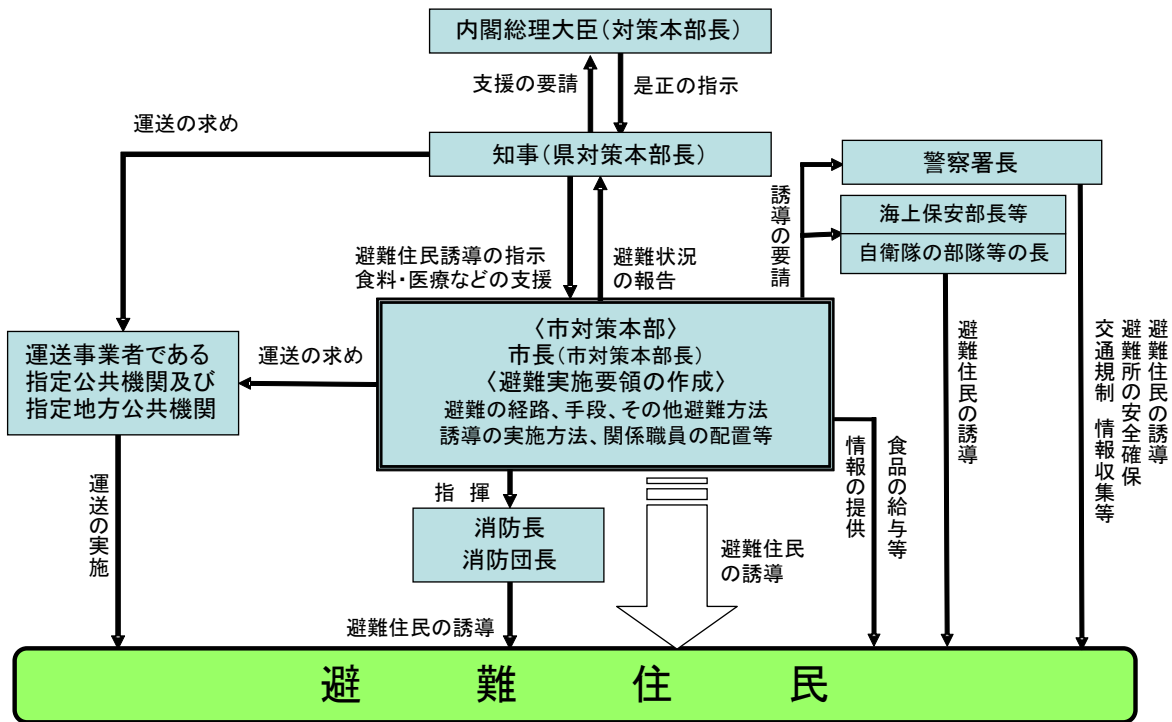 内閣総理大臣(対策本部長)
支援の要請
是正の指示
運送の求め
知事(県対策本部長)
警察署長
海上保安部長等
自衛隊の部隊等の長
誘導の要請
避難住民誘導の指示
食料・医療などの支援
避難状況
の報告
運送事業者である
指定公共機関及び
指定地方公共機関
運送の求め
〈市対策本部〉
市長(市対策本部長)
〈避難実施要領の作成〉
避難の経路、手段、その他避難方法
誘導の実施方法、関係職員の配置等
避難住民の誘導
避難住民の誘導
避難所の安全確保
交通規制 情報収集等
運送の実施
指 揮
消防長
消防団長
避難住民の誘導
避難住民
の誘導
食品の給与等
情報の提供
避 難 住 民